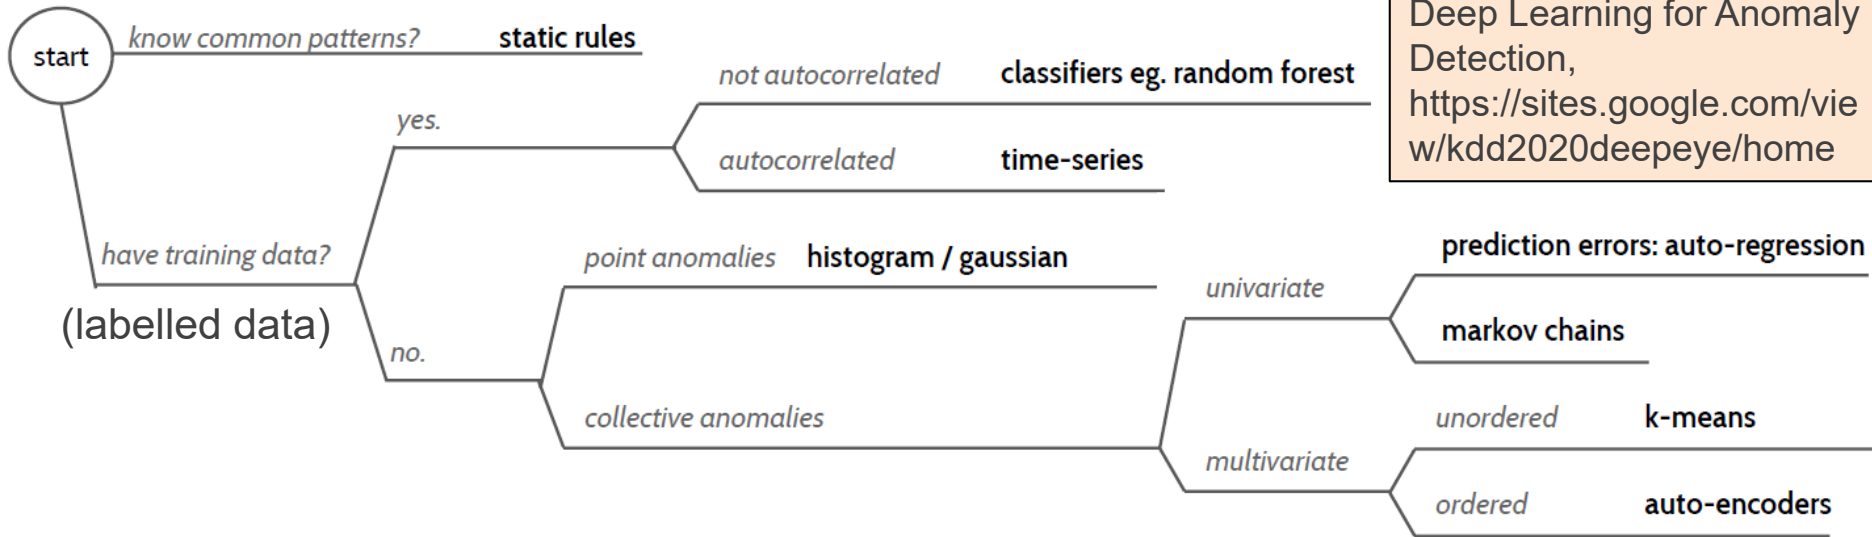 start
know common patterns? static rules
not autocorrelated classifiers eg. random forest
yes.
autocorrelated time-series
Deep Learning for Anomaly
Detection,
https://sites.google.com/vie
w/kdd2020deepeye/home
have training data?
(labelled data)
no.
point anomalies histogram / gaussian
collective anomalies
univariate
prediction errors: auto-regression
markov chains
multivariate
unordered k-means
ordered auto-encoders